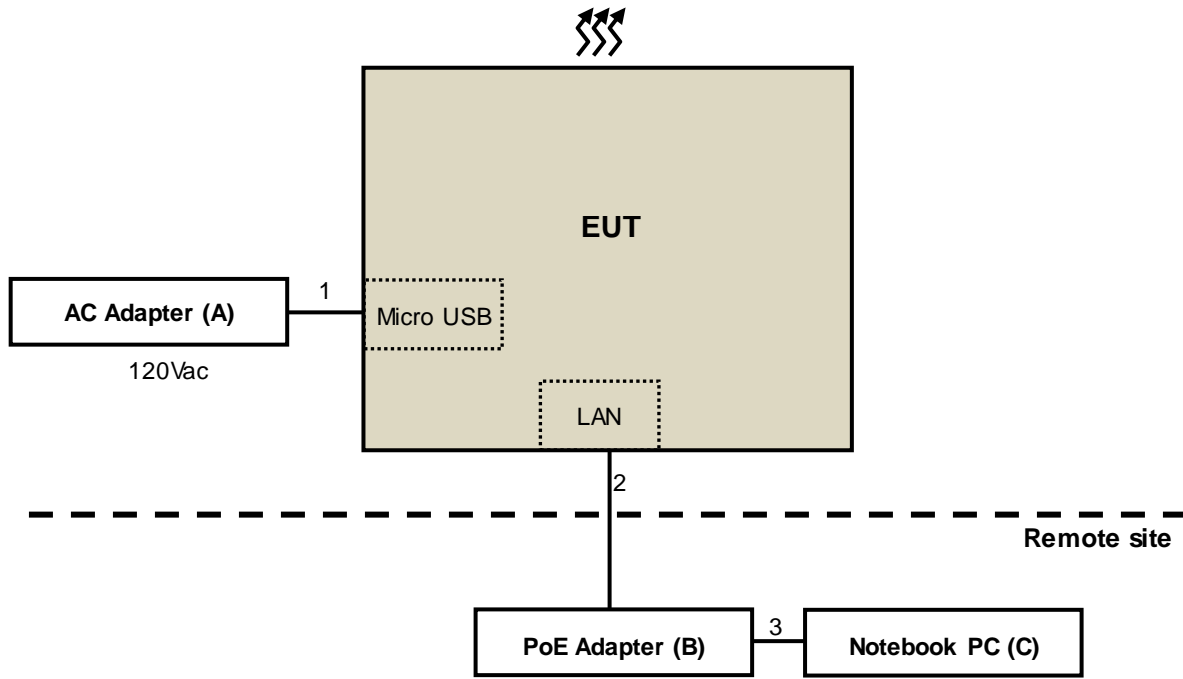 EUT
1
AC Adapter (A)
Micro USB
120Vac
LAN
2
Remote site
PoE Adapter (B)
3
Notebook PC (C)